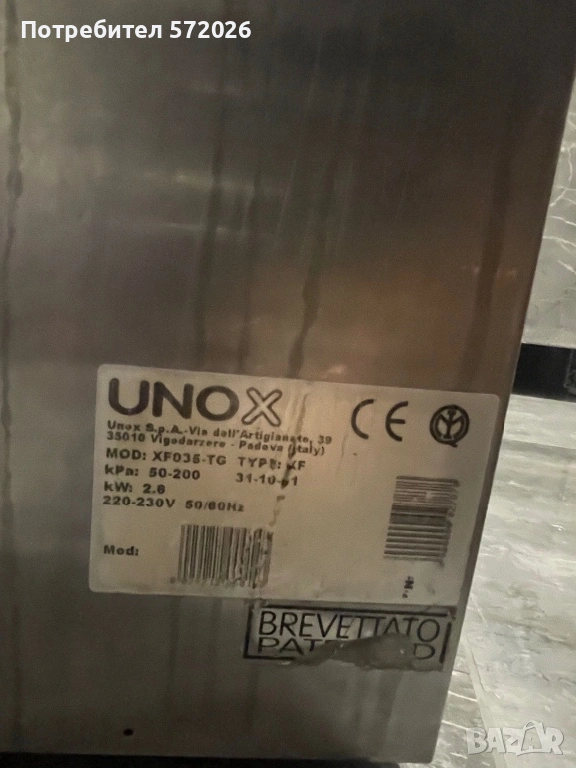 Потребител 572026
UNOX
CE
Unox S.p.A.-Via dell'Artigianato, 39
35010 Vigodarzere - Padova (Italy)
MOD: XF035-TG TYPE: XF
kPa: 50-200
kW: 2.8
220-230V 50/60Hz
Mod:
BREVETTATO
BAZAR